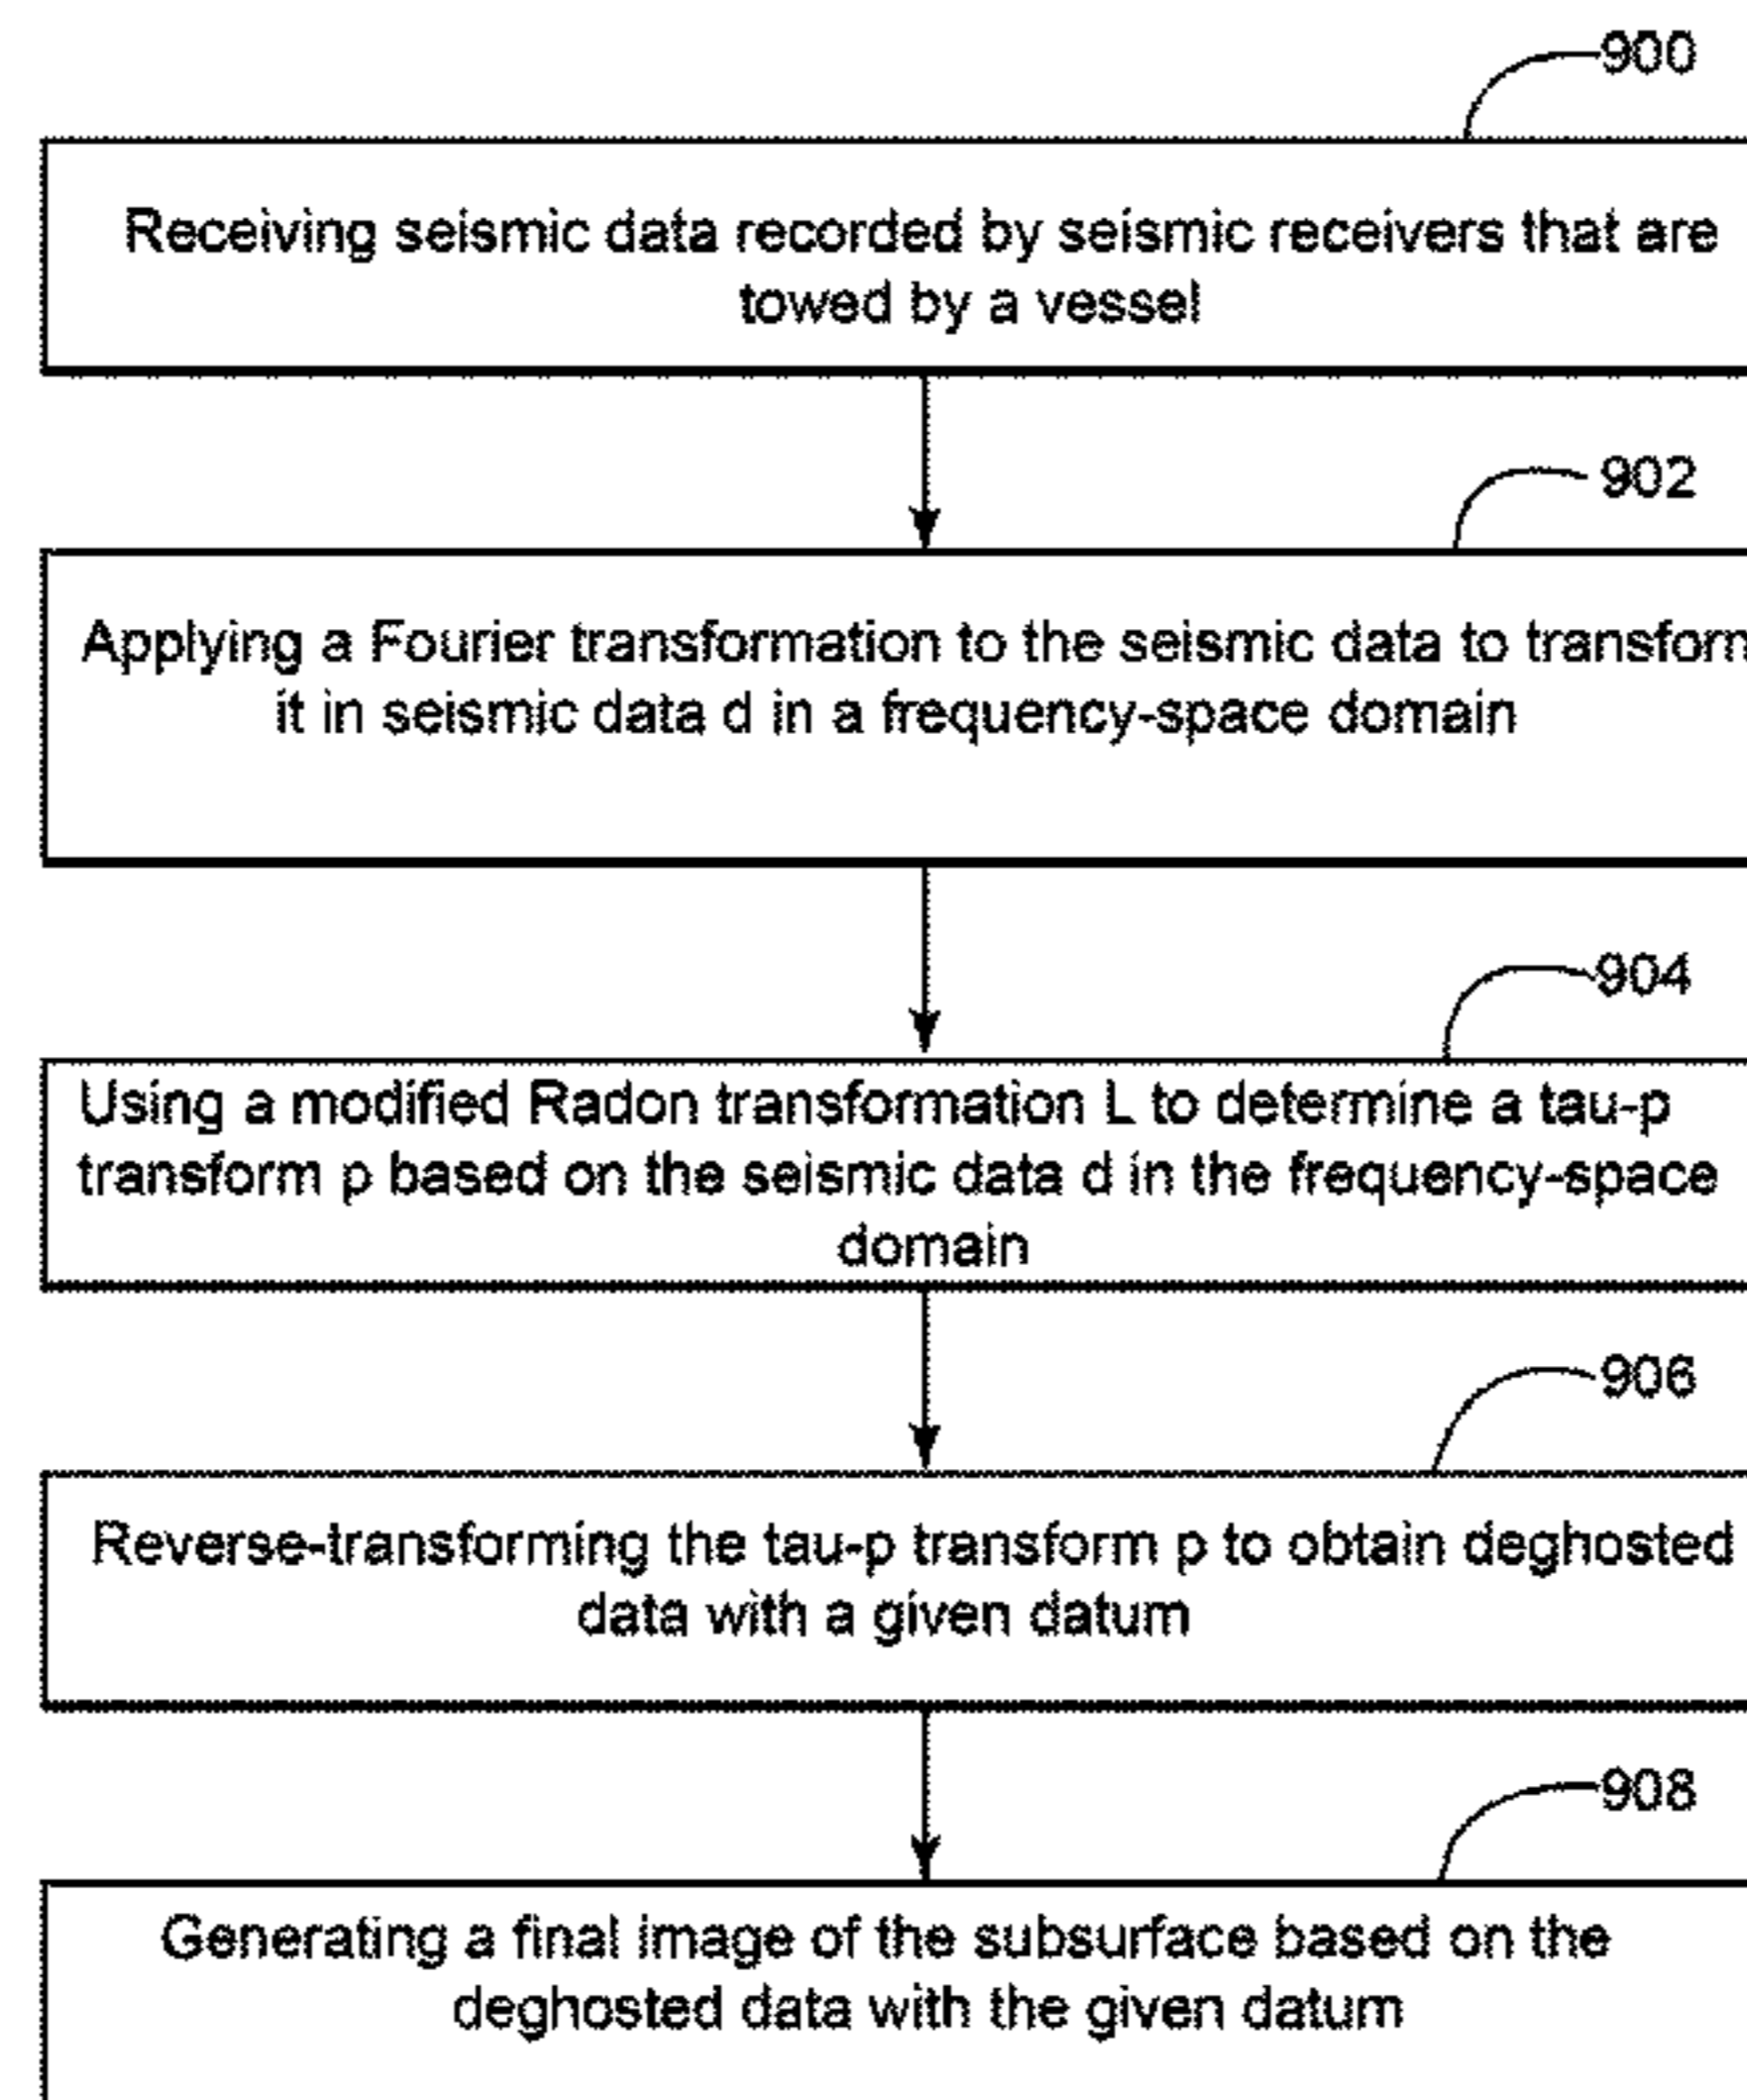 900
Receiving seismic data recorded by seismic receivers that are
towed by a vessel
902
Applying a Fourier transformation to the seismic data to transform
it in seismic data d in a frequency-space domain
904
Using a modified Radon transformation L to determine a tau-p
transform p based on the seismic data d in the frequency-space
domain
906
Reverse-transforming the tau-p transform p to obtain deghosted
data with a given datum
908
Generating a final image of the subsurface based on the
deghosted data with the given datum